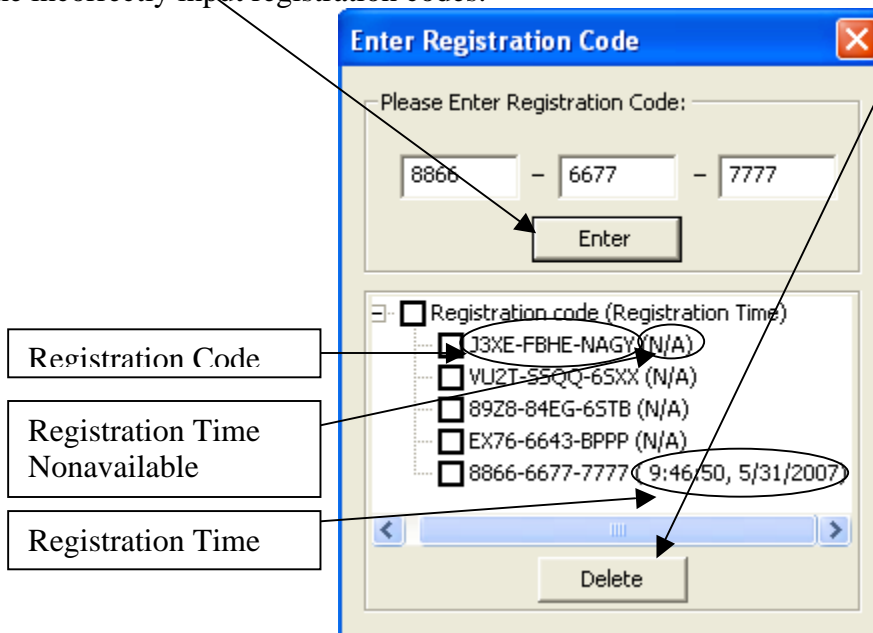 incorrectly input registration codes.
Enter Registration Code
Please Enter Registration Code:
8866 – 6677 – 7777
Enter
Registration code (Registration Time)
J3XE-FBHE-NAGY (N/A)
VU2T-S5QQ-6SXX (N/A)
89Z8-84EG-6STB (N/A)
EX76-6643-BPPP (N/A)
8866-6677-7777 ( 9:46:50, 5/31/2007)
Delete
Registration Code
Registration Time
Nonavailable
Registration Time